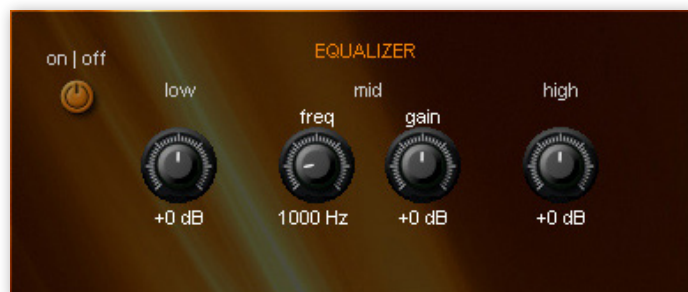 EQUALIZER
on | off
low
mid
high
freq
gain
+0 dB
1000 Hz
+0 dB
+0 dB